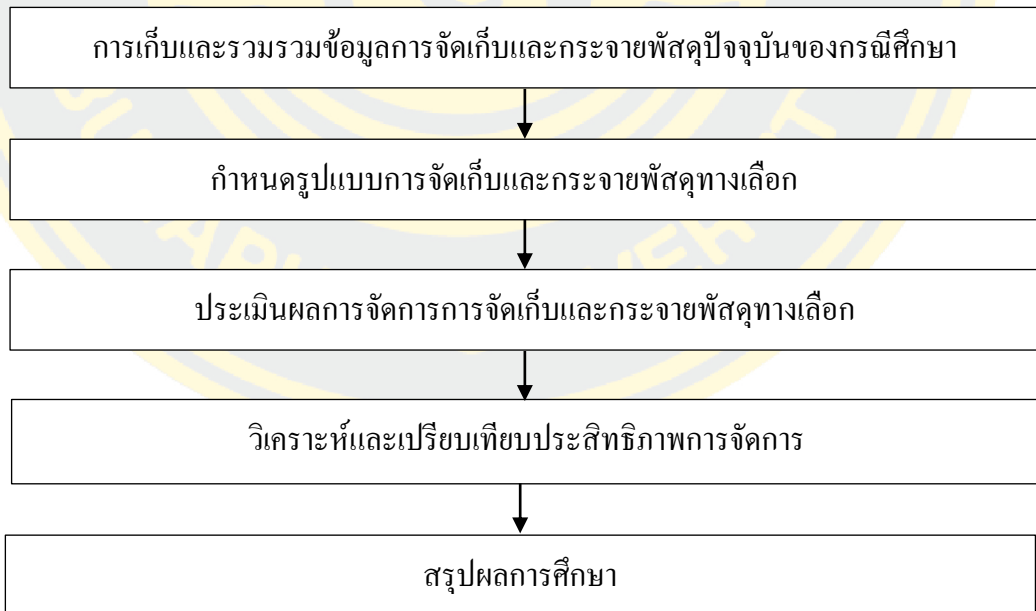 การเก็บและรวมรวมข้อมูลการจัดเก็บและกระจายพัสดุปัจจุบันของกรณีศึกษา
กำหนดรูปแบบการจัดเก็บและกระจายพัสดุทางเลือก
ประเมินผลการจัดการการจัดเก็บและกระจายพัสดุทางเลือก
วิเคราะห์และเปรียบเทียบประสิทธิภาพการจัดการ
สรุปผลการศึกษา